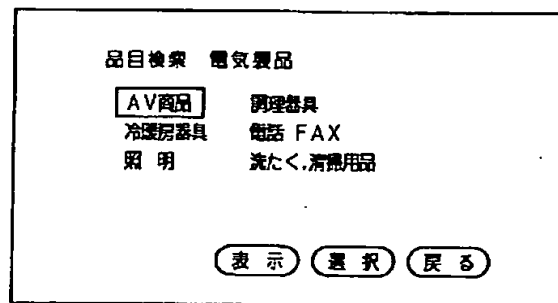 品目検索 電気製品
AV商品 調理器具
冷暖房器具 電話 FAX
照 明 洗たく,清掃用品
表 示 選 択 戻 る